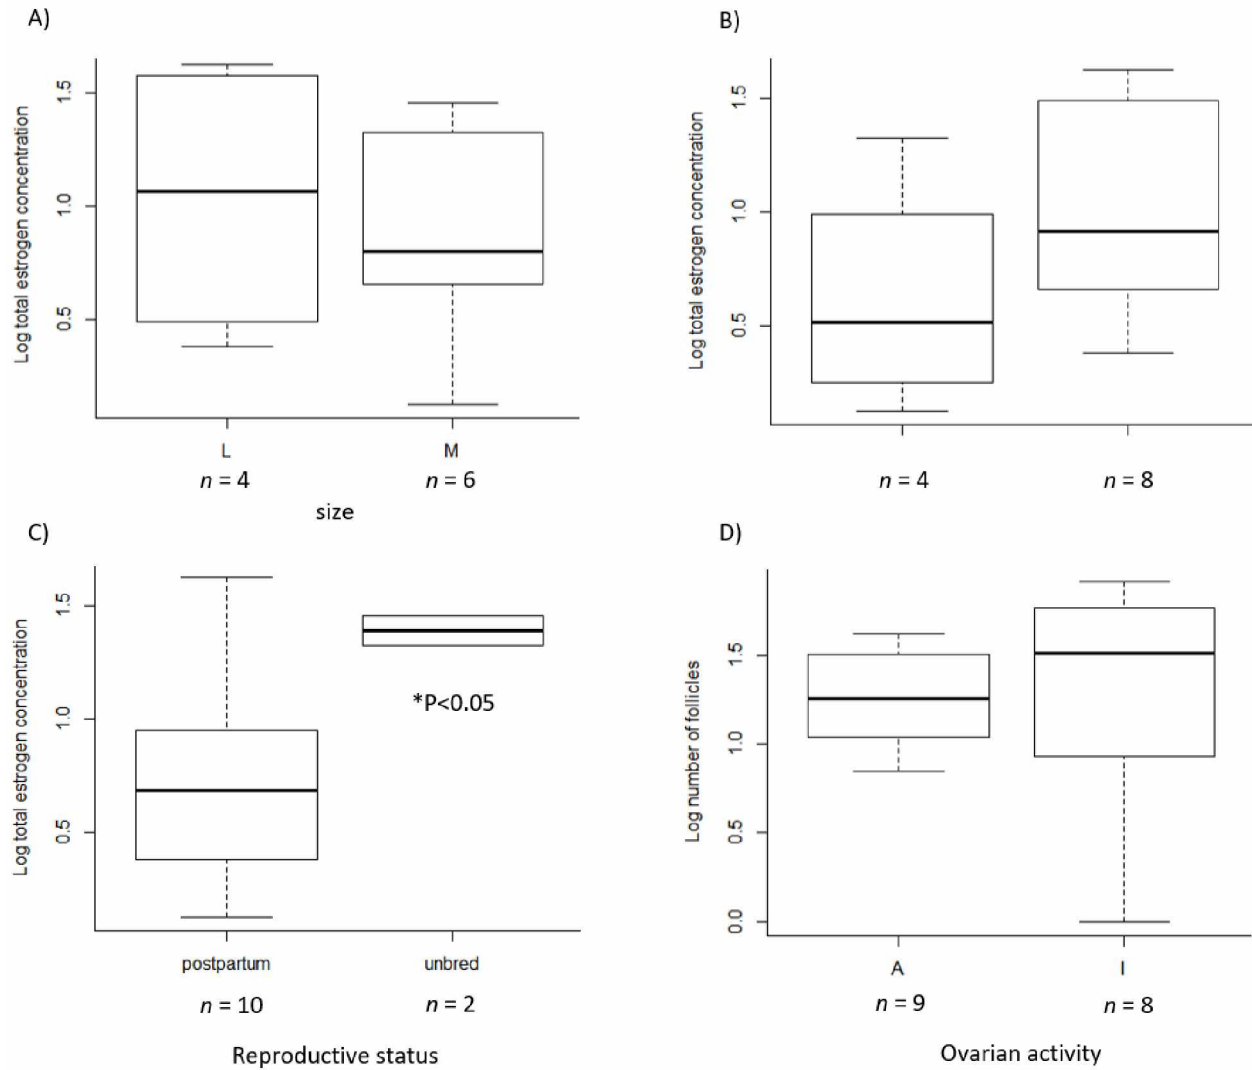 A)
Log total estrogen concentration
1.5
1.0
0.5
L
M
n = 4
n = 6
size
B)
Log total estrogen concentration
1.5
1.0
0.5
n = 4
n = 8
C)
Log total estrogen concentration
1.5
1.0
0.5
*P<0.05
postpartum
unbred
n = 10
n = 2
Reproductive status
D)
Log number of follicles
1.5
1.0
0.5
0.0
A
I
n = 9
n = 8
Ovarian activity